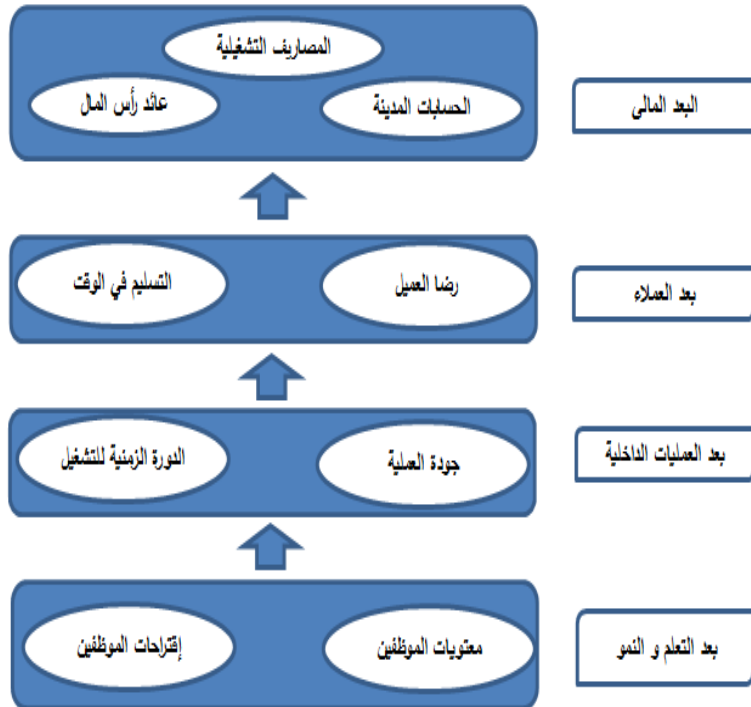 المصاريف التشغيلية
الحسابات المدينة
عائد رأس المال
البعد المالى
رضا العميل
التسليم في الوقت
بعد العملاء
جودة العملية
الدورة الزمنية للتشغيل
بعد العمليات الداخلية
معنويات الموظفين
إقتراحات الموظفين
بعد التعلم و النمو